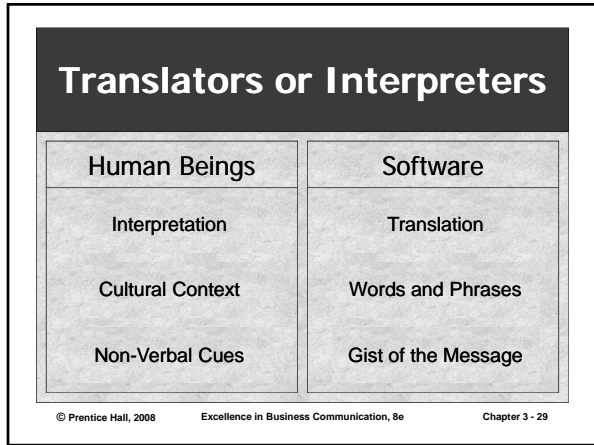 Translators or Interpreters
Human Beings
Interpretation
Cultural Context
Non-Verbal Cues
Software
Translation
Words and Phrases
Gist of the Message
© Prentice Hall, 2008 Excellence in Business Communication, 8e Chapter 3 - 29